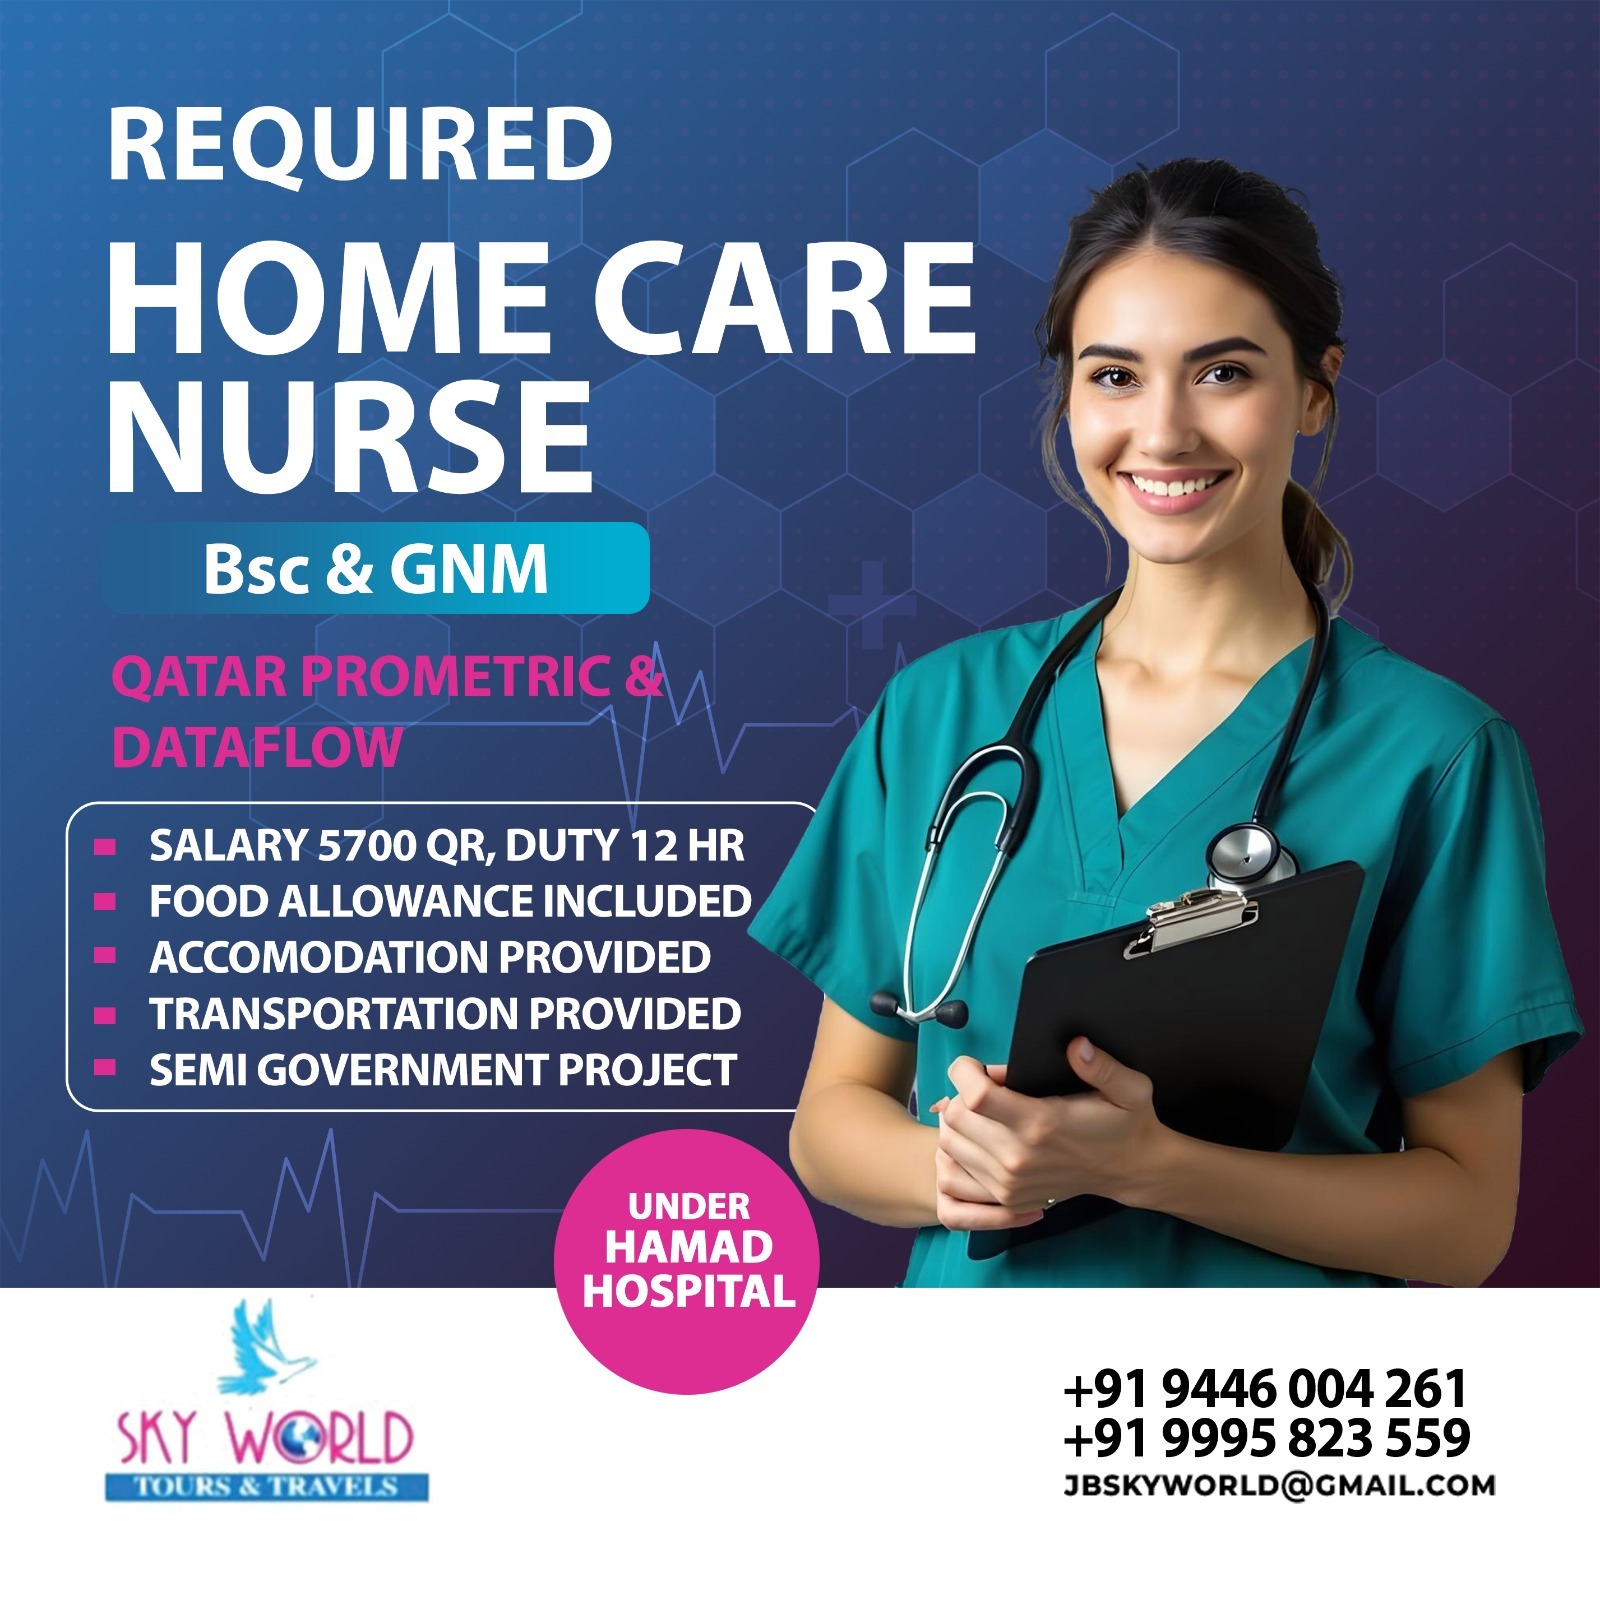 REQUIRED
HOME CARE
NURSE
Bsc & GNM
QATAR PROMETRIC &
DATAFLOW
SALARY 5700 QR, DUTY 12 HR
FOOD ALLOWANCE INCLUDED
ACCOMODATION PROVIDED
TRANSPORTATION PROVIDED
SEMI GOVERNMENT PROJECT
UNDER
HAMAD
HOSPITAL
SKY WORLD
TOURS & TRAVELS
+91 9446 004 261
+91 9995 823 559
JBSKYWORLD@GMAIL.COM